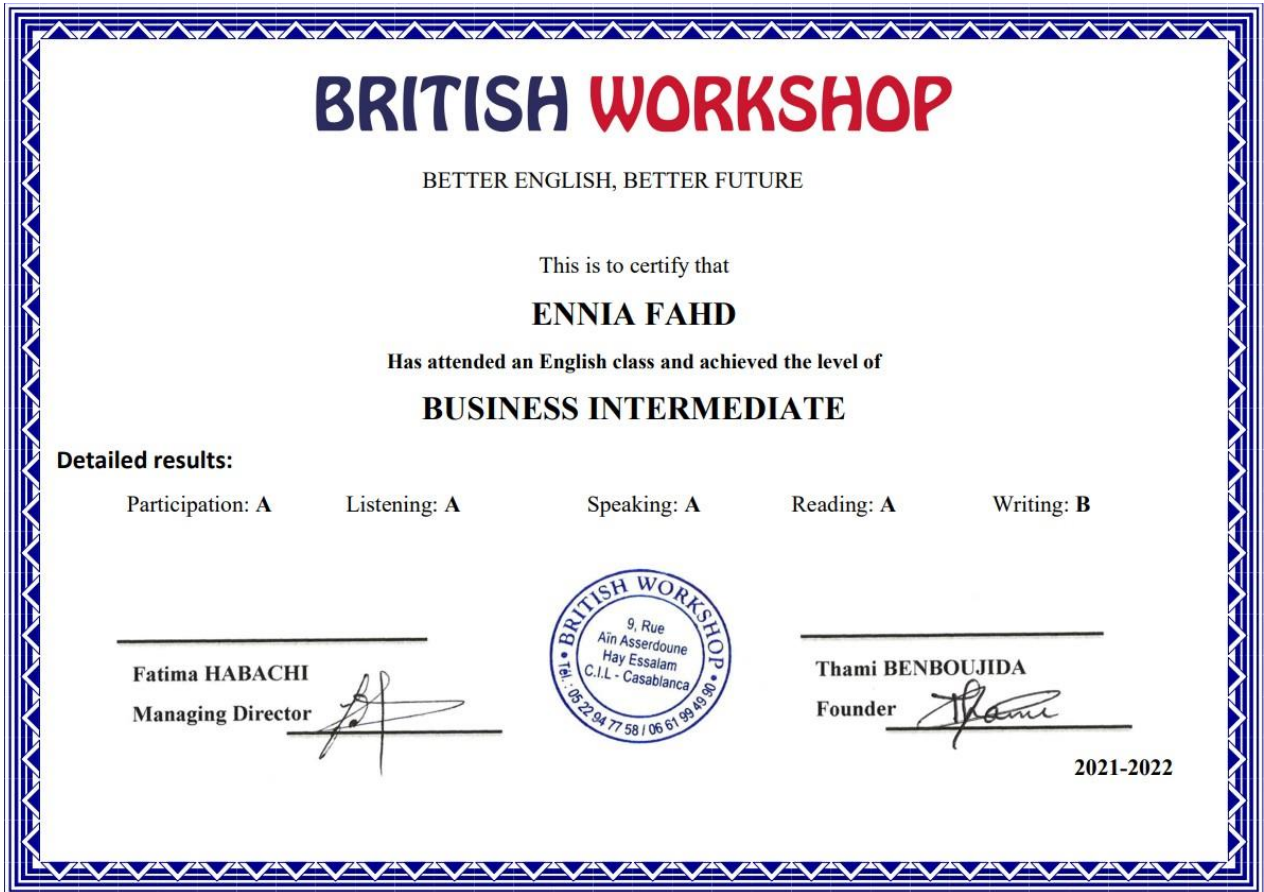 BRITISH WORKSHOP
BETTER ENGLISH, BETTER FUTURE
This is to certify that
ENNIA FAHD
Has attended an English class and achieved the level of
BUSINESS INTERMEDIATE
Detailed results:
Participation: A Listening: A Speaking: A Reading: A Writing: B
• BRITISH WORKSHOP •
9, Rue
Aïn Asserdoune
Hay Essalam
C.I.L - Casablanca
Tél. : 05 22 94 77 58 / 06 61 99 49 90
Fatima HABACHI
Managing Director
Thami BENBOUJIDA
Founder
Thami
2021-2022